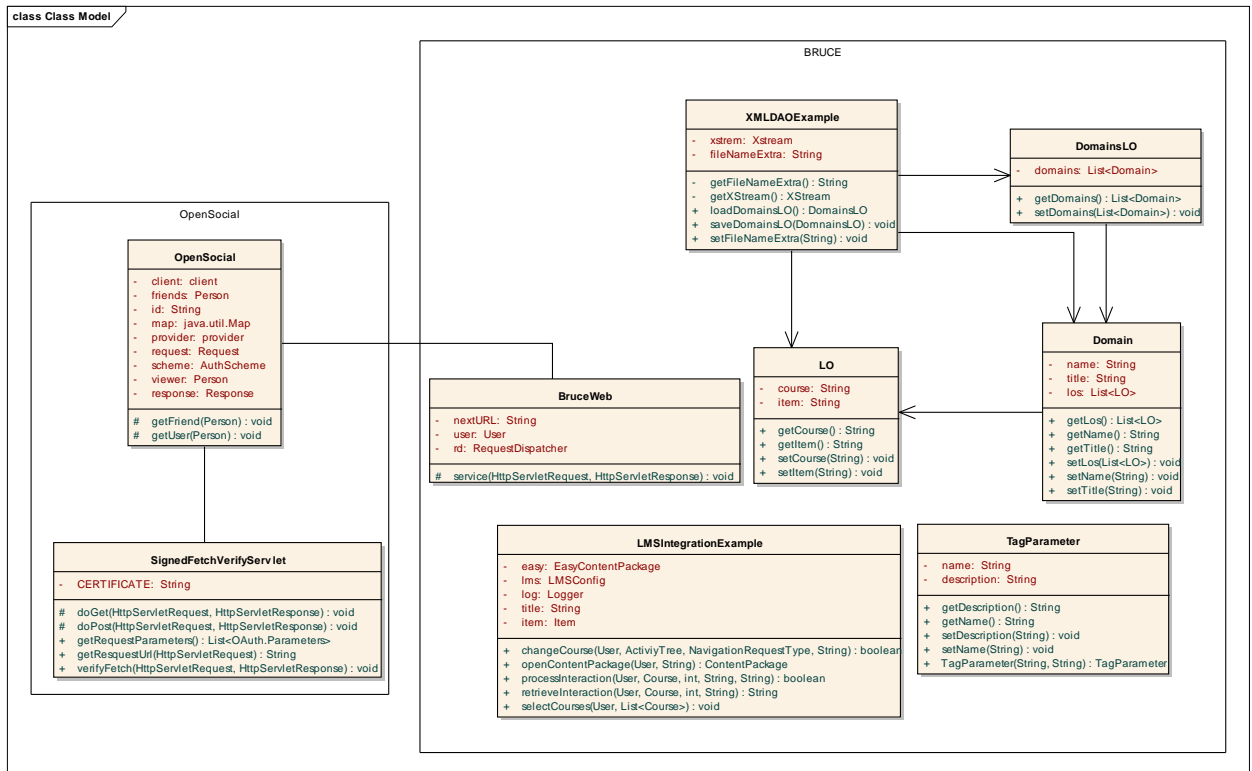 class Class Model
BRUCE
XMLDAOExample
- xstrem: Xstream
- fileNameExtra: String
- getFileNameExtra() : String
- getXStream() : XStream
+ loadDomainsLO() : DomainsLO
+ saveDomainsLO(DomnainsLO) : void
+ setFileNameExtra(String) : void
DomainsLO
- domains: List<Domain>
+ getDomains() : List<Domain>
+ setDomains(List<Domain>) : void
OpenSocial
OpenSocial
- client: client
- friends: Person
- id: String
- map: java.util.Map
- provider: provider
- request: Request
- scheme: AuthScheme
- viewer: Person
- response: Response
# getFriend(Person) : void
# getUser(Person) : void
BruceWeb
- nextURL: String
- user: User
- rd: RequestDispatcher
# service(HttpServletRequest, HttpServletResponse) : void
LO
- course: String
- item: String
+ getCourse() : String
+ getItem() : String
+ setCourse(String) : void
+ setItem(String) : void
Domain
- name: String
- title: String
- los: List<LO>
+ getLos() : List<LO>
+ getName() : String
+ getTitle() : String
+ setLos(List<LO>) : void
+ setName(String) : void
+ setTitle(String) : void
SignedFetchVerifyServlet
- CERTIFICATE: String
# doGet(HttpServletRequest, HttpServletResponse) : void
# doPost(HttpServletRequest, HttpServletResponse) : void
+ getRequestParameters() : List<OAuth.Parameters>
+ getResquestUrl(HttpServletRequest) : String
+ verifyFetch(HttpServletRequest, HttpServletResponse) : void
LMSIntegrationExample
- easy: EasyContentPackage
- lms: LMSConfig
- log: Logger
- title: String
- item: Item
+ changeCourse(User, ActiviyTree, NavigationRequestType, String) : boolean
+ openContentPackage(User, String) : ContentPackage
+ processInteraction(User, Course, int, String, String) : boolean
+ retrieveInteraction(User, Course, int, String) : String
+ selectCourses(User, List<Course>) : void
TagParameter
- name: String
- description: String
+ getDescription() : String
+ getName() : String
+ setDescription(String) : void
+ setName(String) : void
+ TagParameter(String, String) : TagParameter